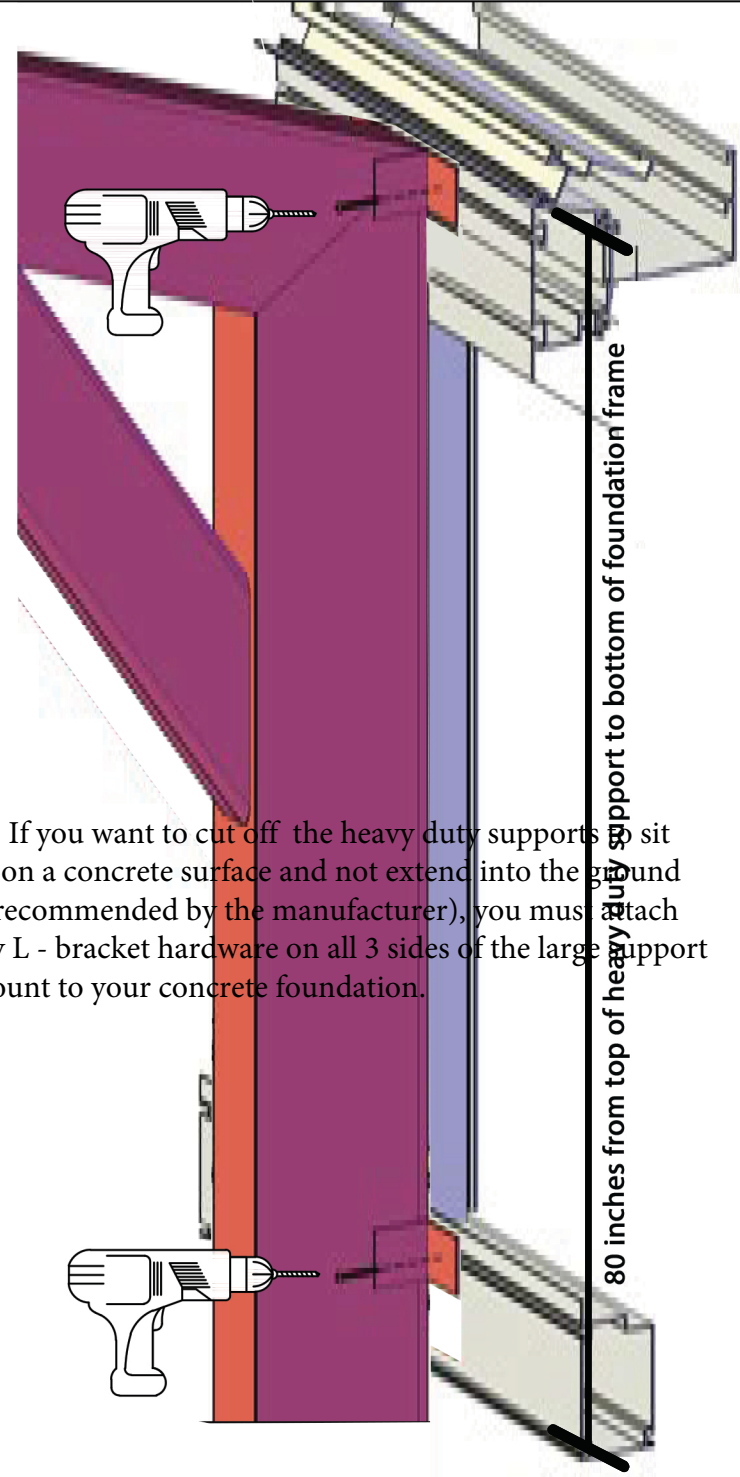 If you want to cut off the heavy duty supports to sit
on a concrete surface and not extend into the ground
recommended by the manufacturer), you must attach
L - bracket hardware on all 3 sides of the large support
to your concrete foundation.
80 inches from top of heavy duty support to bottom of foundation frame